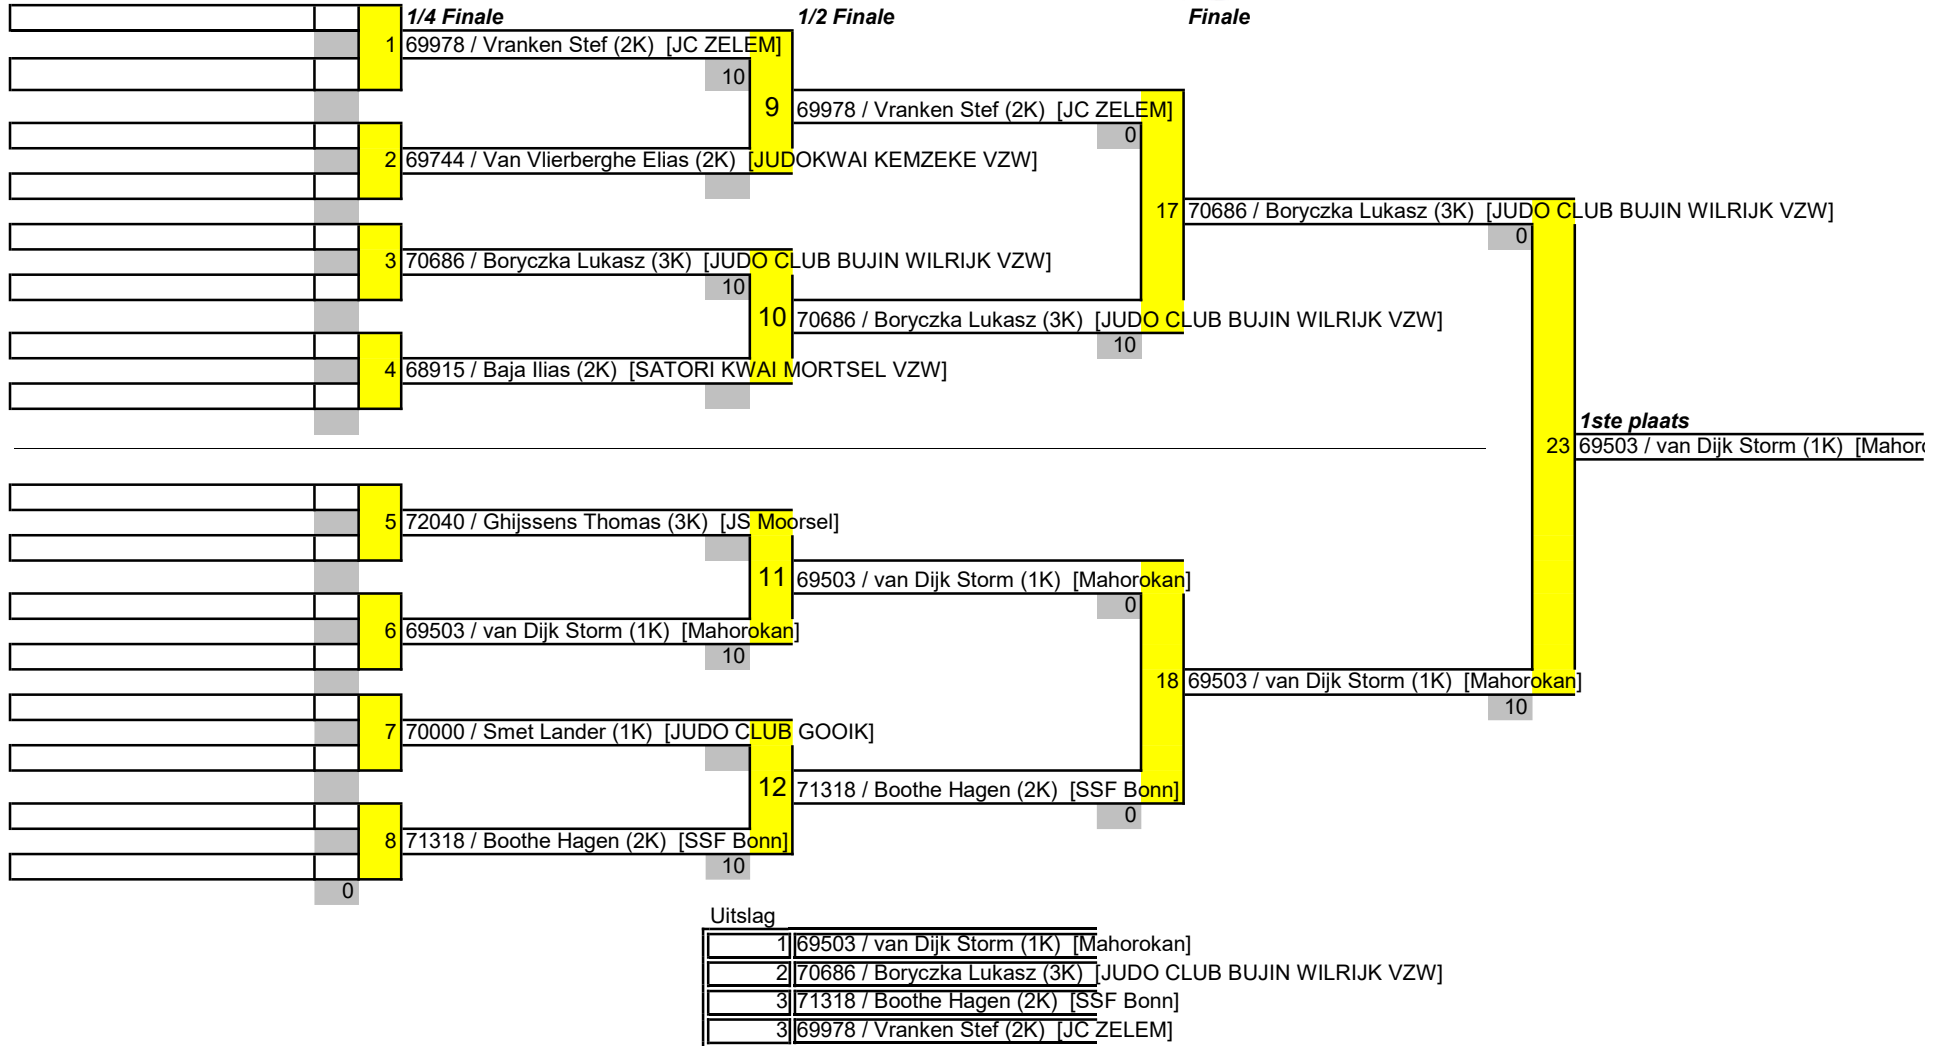 1/4 Finale 1/2 Finale Finale
1 69978 / Vranken Stef (2K) [JC ZELEM]
10
9 69978 / Vranken Stef (2K) [JC ZELEM]
0
2 69744 / Van Vlierberghe Elias (2K) [JUDOKWAI KEMZEKE VZW]
17 70686 / Boryczka Lukasz (3K) [JUDO CLUB BUJIN WILRIJK VZW]
0
3 70686 / Boryczka Lukasz (3K) [JUDO CLUB BUJIN WILRIJK VZW]
10
10 70686 / Boryczka Lukasz (3K) [JUDO CLUB BUJIN WILRIJK VZW]
10
4 68915 / Baja Ilias (2K) [SATORI KWAI MORTSEL VZW]
1ste plaats
23 69503 / van Dijk Storm (1K) [Mahoro
5 72040 / Ghijssens Thomas (3K) [JS Moorsel]
11 69503 / van Dijk Storm (1K) [Mahorokan]
0
6 69503 / van Dijk Storm (1K) [Mahorokan]
10
18 69503 / van Dijk Storm (1K) [Mahorokan]
10
7 70000 / Smet Lander (1K) [JUDO CLUB GOOIK]
12 71318 / Boothe Hagen (2K) [SSF Bonn]
0
8 71318 / Boothe Hagen (2K) [SSF Bonn]
10
0
Uitslag
1 69503 / van Dijk Storm (1K) [Mahorokan]
2 70686 / Boryczka Lukasz (3K) [JUDO CLUB BUJIN WILRIJK VZW]
3 71318 / Boothe Hagen (2K) [SSF Bonn]
3 69978 / Vranken Stef (2K) [JC ZELEM]